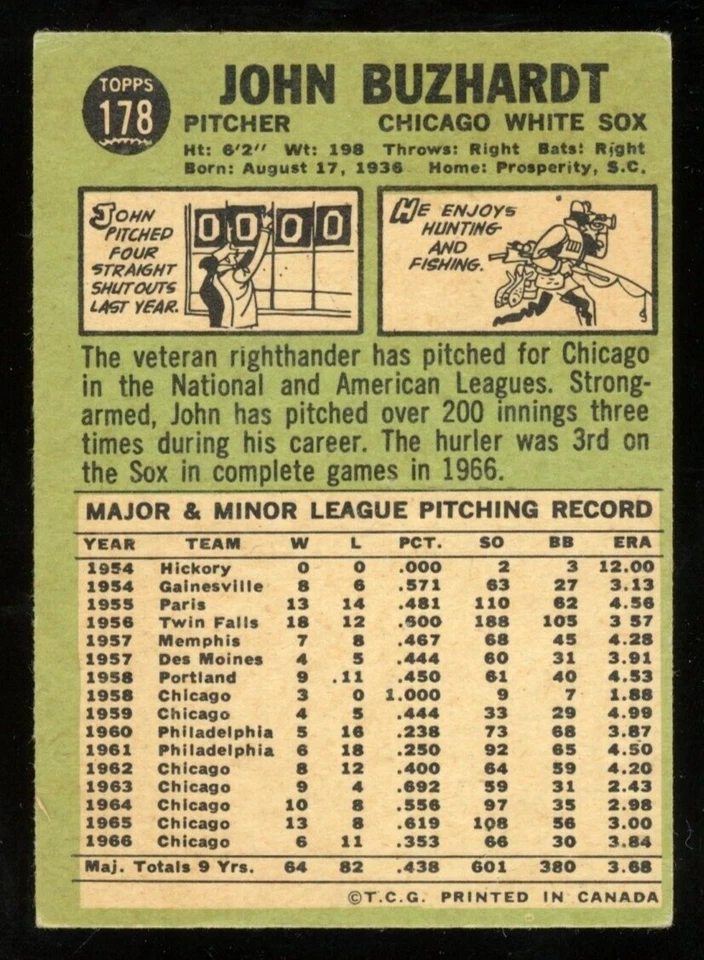 TOPPS
178
JOHN BUZHARDT
PITCHER CHICAGO WHITE SOX
Ht: 6'2" Wt: 198 Throws: Right Bats: Right
Born: August 17, 1936 Home: Prosperity, S.C.
JOHN
PITCHED
FOUR
STRAIGHT
SHUTOUTS
LAST YEAR.
0 0 0 0
HE ENJOYS
HUNTING
AND
FISHING.
The veteran righthander has pitched for Chicago
in the National and American Leagues. Strong-
armed, John has pitched over 200 innings three
times during his career. The hurler was 3rd on
the Sox in complete games in 1966.
MAJOR & MINOR LEAGUE PITCHING RECORD
YEAR TEAM W L PCT. SO BB ERA
1954 Hickory 0 0 .000 2 3 12.00
1954 Gainesville 8 6 .571 63 27 3.13
1955 Paris 13 14 .481 110 62 4.56
1956 Twin Falls 18 12 .600 188 105 3 57
1957 Memphis 7 8 .467 68 45 4.28
1957 Des Moines 4 5 .444 60 31 3.91
1958 Portland 9 .11 .450 61 40 4.53
1958 Chicago 3 0 1.000 9 7 1.88
1959 Chicago 4 5 .444 33 29 4.99
1960 Philadelphia 5 16 .238 73 68 3.87
1961 Philadelphia 6 18 .250 92 65 4.50
1962 Chicago 8 12 .400 64 59 4.20
1963 Chicago 9 4 .692 59 31 2.43
1964 Chicago 10 8 .556 97 35 2.98
1965 Chicago 13 8 .619 108 56 3.00
1966 Chicago 6 11 .353 66 30 3.84
Maj. Totals 9 Yrs. 64 82 .438 601 380 3.68
©T.C.G. PRINTED IN CANADA